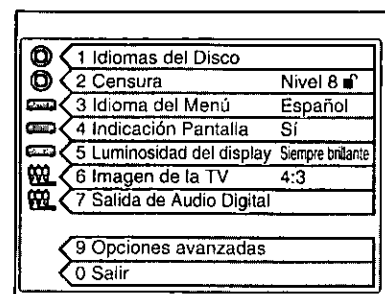 1 Idiomas del Disco
2 Censura Nivel 8
3 Idioma del Menú Español
4 Indicación Pantalla Sí
5 Luminosidad del display Siempre brillante
6 Imagen de la TV 4:3
7 Salida de Audio Digital
9 Opciones avanzadas
0 Salir